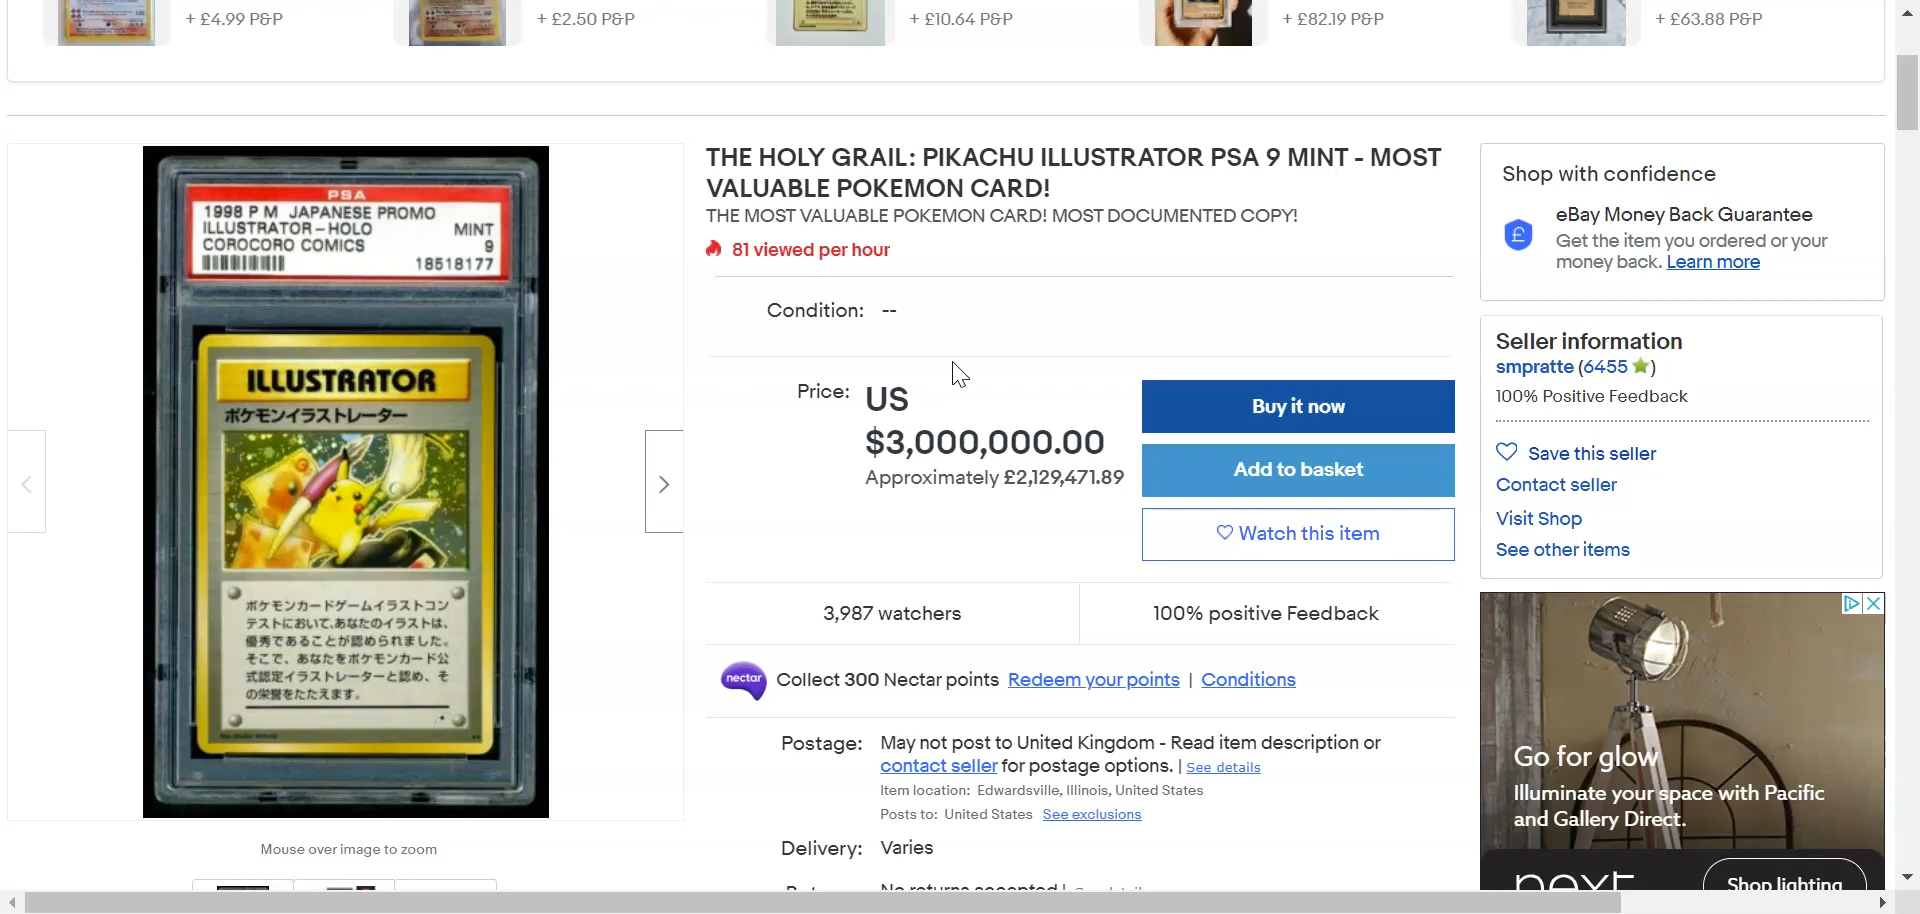 + £4.99 P&P
+ £2.50 P&P
+ £10.64 P&P
+ £82.19 P&P
+ £63.88 P&P
PSA
1998 P M JAPANESE PROMO
ILLUSTRATOR-HOLO MINT
COROCORO COMICS 9
18518177
ILLUSTRATOR
ポケモンイラストレーター
ポケモンカードゲームイラストコン
テストにおいて、あなたのイラストは、
優秀であることが認められました。
そこで、あなたをポケモンカード公
式認定イラストレーターと認め、そ
の栄誉をたたえます。
Mouse over image to zoom
THE HOLY GRAIL: PIKACHU ILLUSTRATOR PSA 9 MINT - MOST
VALUABLE POKEMON CARD!
THE MOST VALUABLE POKEMON CARD! MOST DOCUMENTED COPY!
81 viewed per hour
Condition: --
Price: US
$3,000,000.00
Approximately £2,129,471.89
Buy it now
Add to basket
Watch this item
3,987 watchers
100% positive Feedback
nectar Collect 300 Nectar points Redeem your points | Conditions
Postage: May not post to United Kingdom - Read item description or
contact seller for postage options. | See details
Item location: Edwardsville, Illinois, United States
Posts to: United States See exclusions
Delivery: Varies
No returns accepted |
Shop with confidence
eBay Money Back Guarantee
Get the item you ordered or your
money back. Learn more
Seller information
smpratte (6455)
100% Positive Feedback
Save this seller
Contact seller
Visit Shop
See other items
Go for glow
Illuminate your space with Pacific
and Gallery Direct.
next
Shop lighting